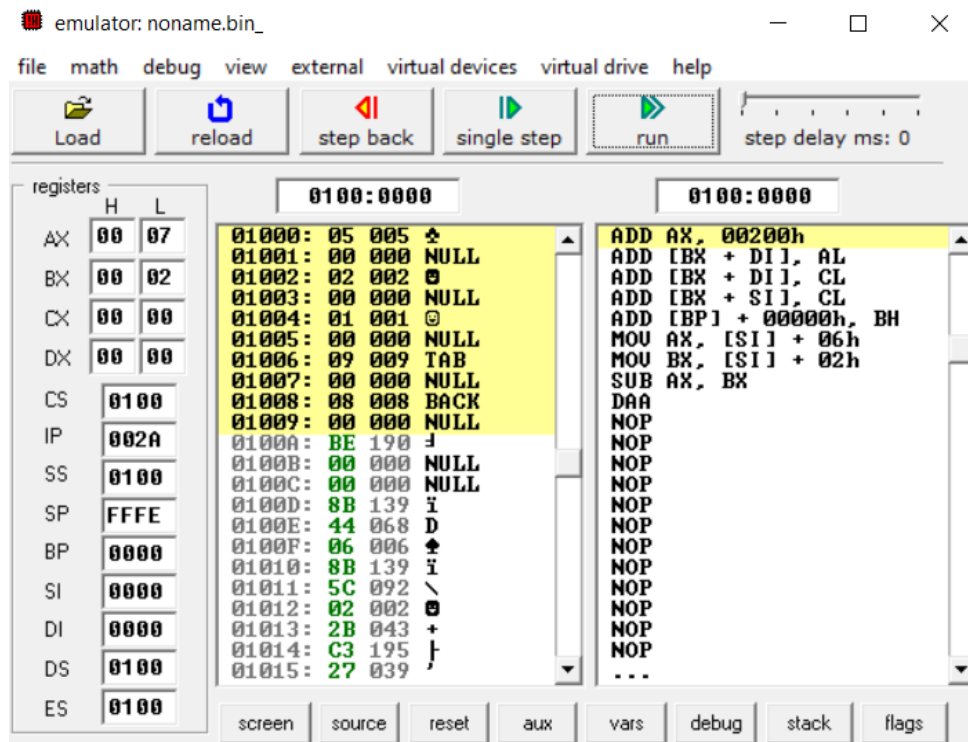 emulator: noname.bin_
file math debug view external virtual devices virtual drive help
Load reload step back single step run step delay ms: 0
registers
H L
AX 00 07
BX 00 02
CX 00 00
DX 00 00
CS 0100
IP 002A
SS 0100
SP FFFE
BP 0000
SI 0000
DI 0000
DS 0100
ES 0100
0100:0000
01000: 05 005 ♣
01001: 00 000 NULL
01002: 02 002 ☻
01003: 00 000 NULL
01004: 01 001 ☺
01005: 00 000 NULL
01006: 09 009 TAB
01007: 00 000 NULL
01008: 08 008 BACK
01009: 00 000 NULL
0100A: BE 190 ╛
0100B: 00 000 NULL
0100C: 00 000 NULL
0100D: 8B 139 ï
0100E: 44 068 D
0100F: 06 006 ♠
01010: 8B 139 ï
01011: 5C 092 \
01012: 02 002 ☻
01013: 2B 043 +
01014: C3 195 ├
01015: 27 039 '
0100:0000
ADD AX, 00200h
ADD [BX + DI], AL
ADD [BX + DI], CL
ADD [BX + SI], CL
ADD [BP] + 00000h, BH
MOV AX, [SI] + 06h
MOV BX, [SI] + 02h
SUB AX, BX
DAA
NOP
NOP
NOP
NOP
NOP
NOP
NOP
NOP
NOP
NOP
NOP
NOP
...
screen source reset aux vars debug stack flags